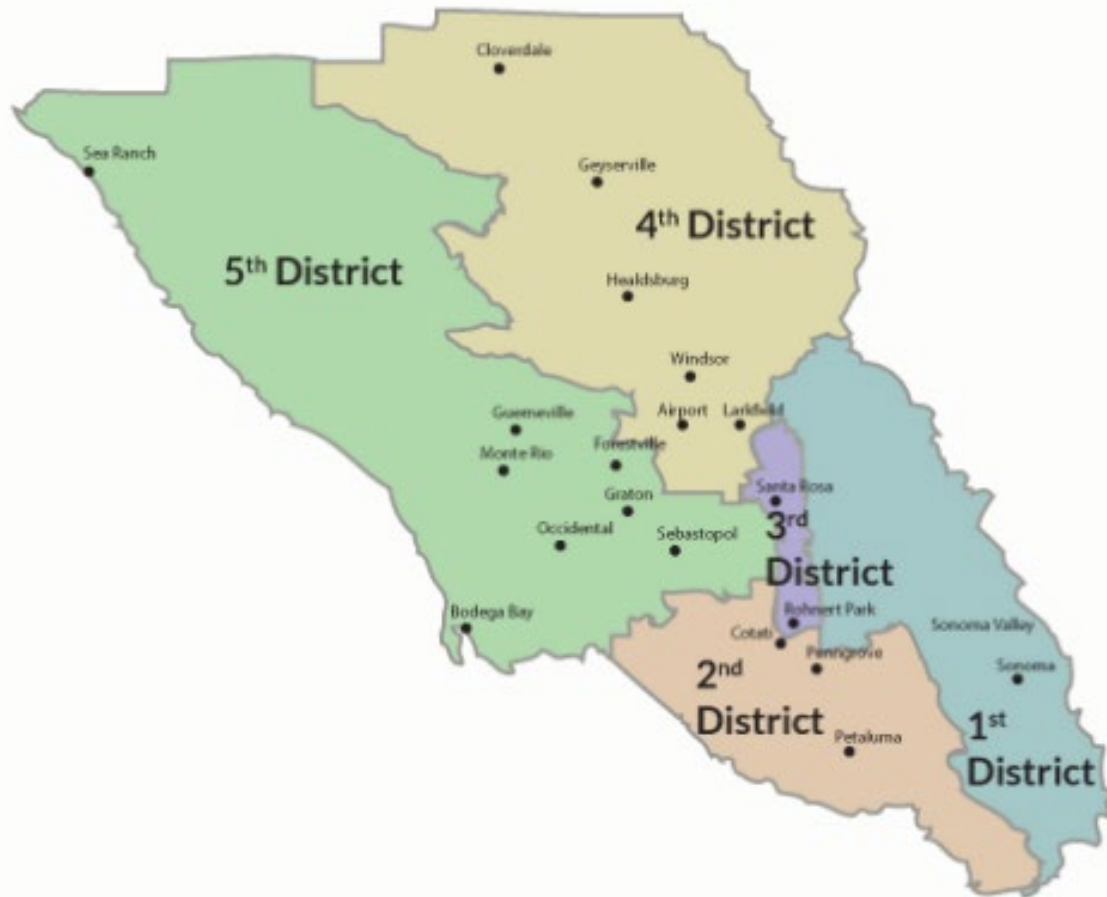 Cloverdale
Sea Ranch
Geyserville
4th District
5th District
Healdsburg
Windsor
Airport
Larkfield
Guerneville
Monte Rio
Forestville
Santa Rosa
Graton
3rd
District
Occidental
Sebastopol
Bodega Bay
Rohnert Park
Cotati
Sonoma Valley
Penngrove
2nd
District
Sonoma
1st
District
Petaluma